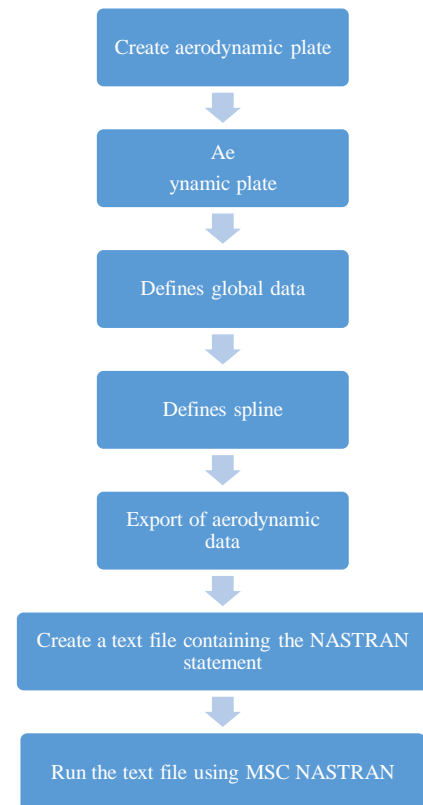 Create aerodynamic plate
Ae
ynamic plate
Defines global data
Defines spline
Export of aerodynamic
data
Create a text file containing the NASTRAN
statement
Run the text file using MSC NASTRAN